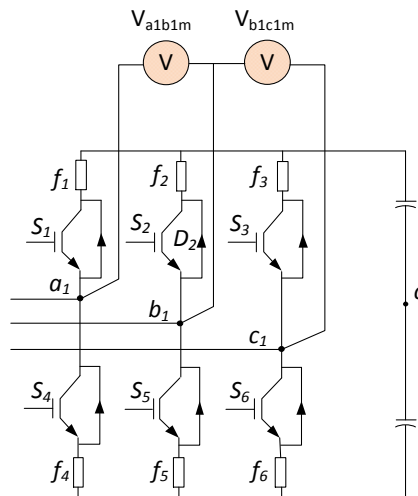 Va1b1m Vb1c1m
V V
f1 f2 f3
S1 S2 D2 S3
a1
b1
c1
S4 S5 S6
f4 f5 f6